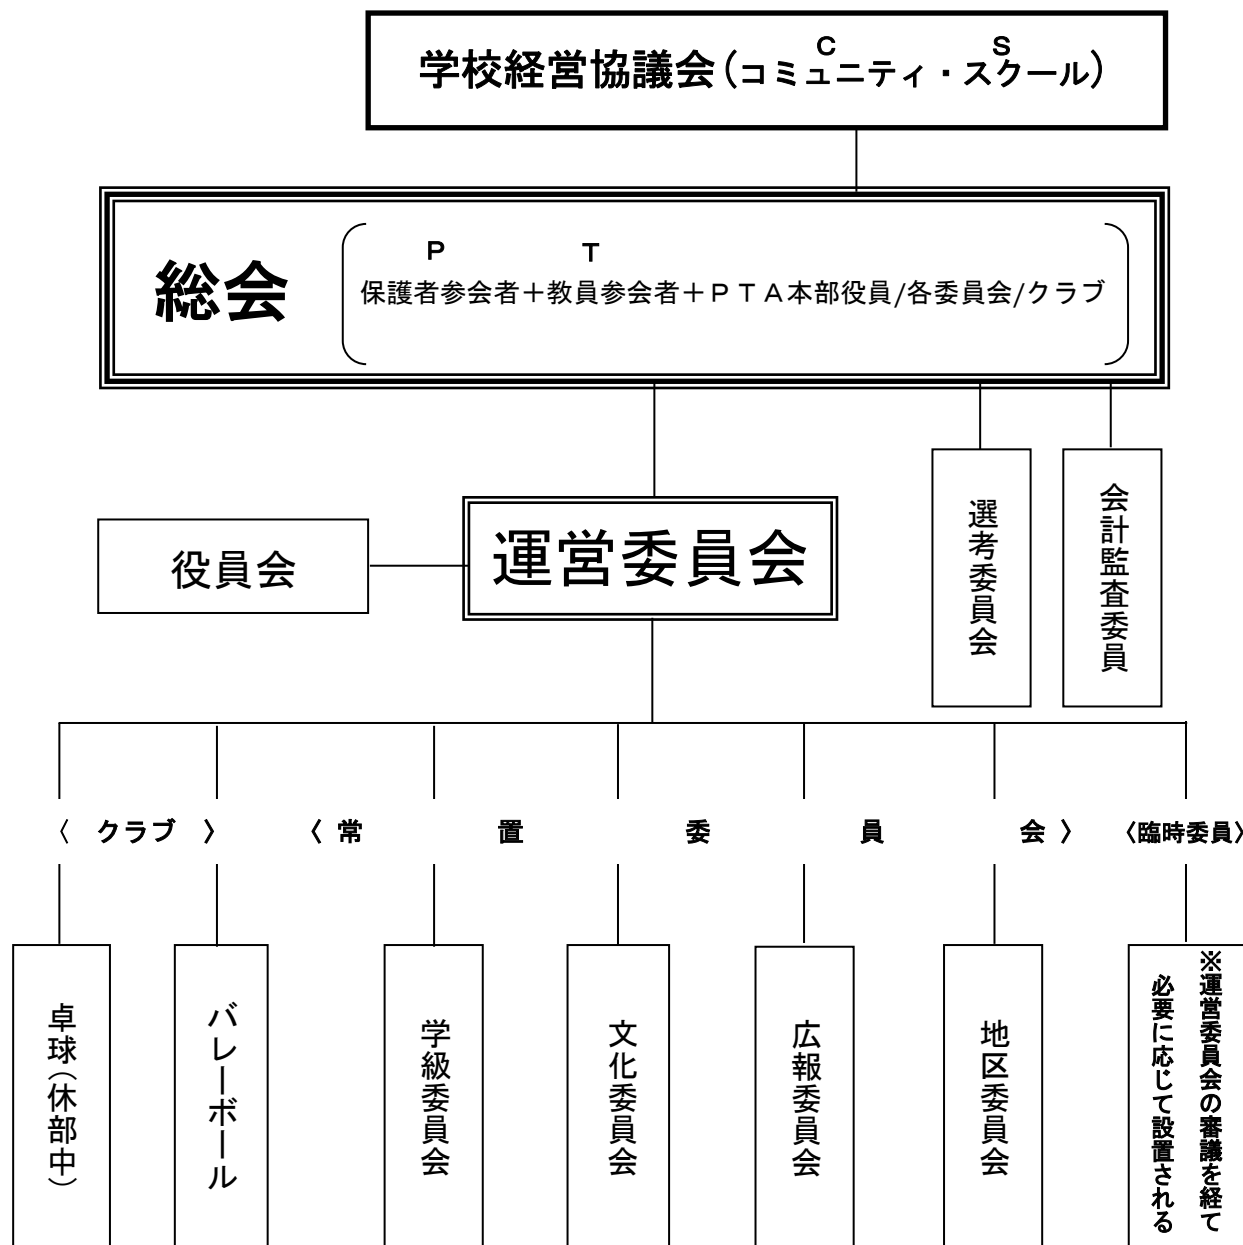 C S
学校経営協議会(コミュニティ・スクール)
P T
総会
保護者参会者+教員参会者+PTA本部役員/各委員会/クラブ
役員会
運営委員会
選考委員会
会計監査委員
〈 クラブ 〉
〈 常 置 委 員 会 〉
〈臨時委員〉
卓球(休部中)
バレーボール
学級委員会
文化委員会
広報委員会
地区委員会
※運営委員会の審議を経て
必要に応じて設置される